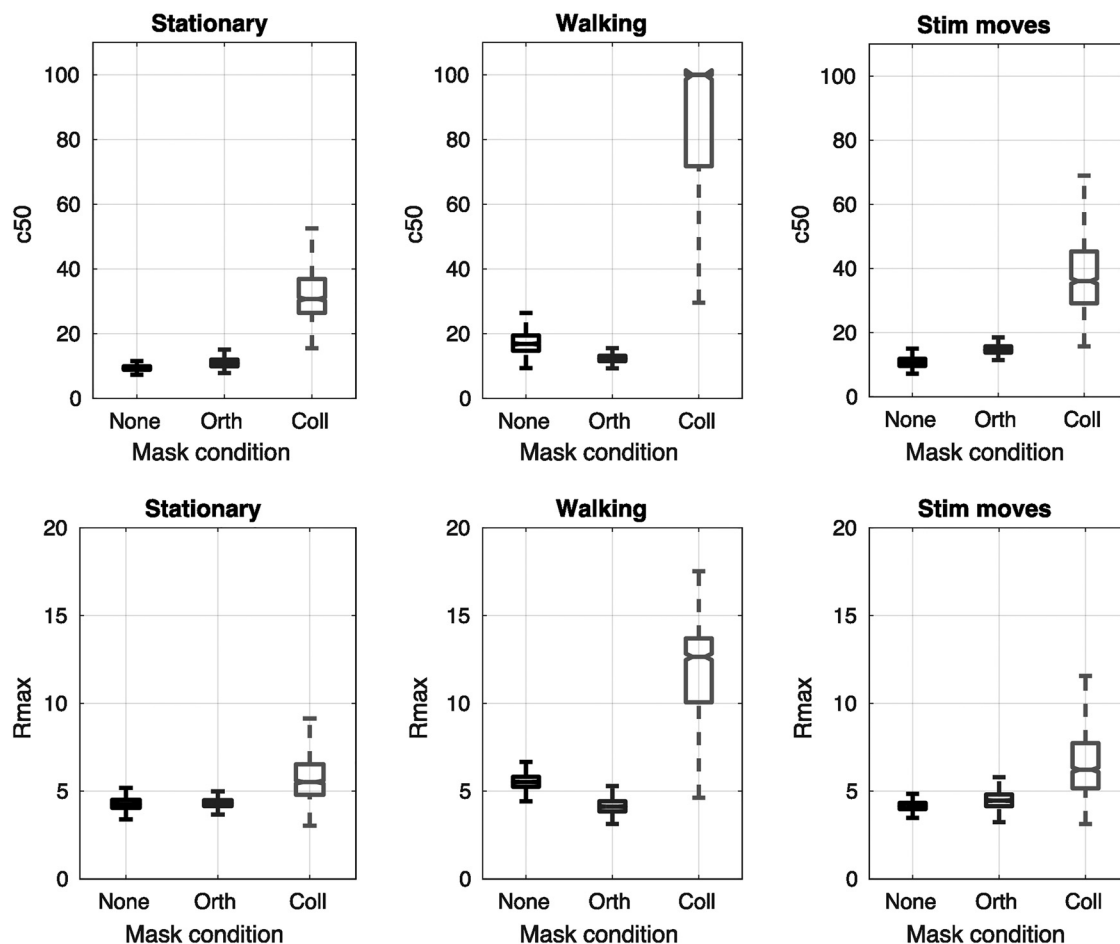 Stationary
100
80
60
40
20
0
c50
None Orth Coll
Mask condition
Walking
100
80
60
40
20
0
c50
None Orth Coll
Mask condition
Stim moves
100
80
60
40
20
0
c50
None Orth Coll
Mask condition
Stationary
20
15
10
5
0
Rmax
None Orth Coll
Mask condition
Walking
20
15
10
5
0
Rmax
None Orth Coll
Mask condition
Stim moves
20
15
10
5
0
Rmax
None Orth Coll
Mask condition